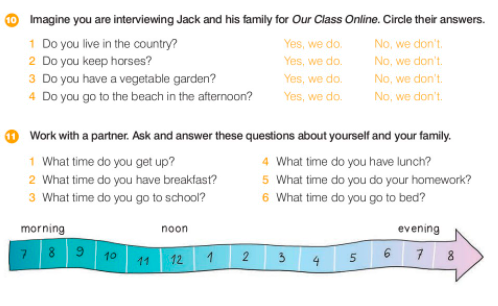 10 Imagine you are interviewing Jack and his family for Our Class Online. Circle their answers.
1 Do you live in the country? Yes, we do. No, we don't.
2 Do you keep horses? Yes, we do. No, we don't.
3 Do you have a vegetable garden? Yes, we do. No, we don't.
4 Do you go to the beach in the afternoon? Yes, we do. No, we don't.
11 Work with a partner. Ask and answer these questions about yourself and your family.
1 What time do you get up? 4 What time do you have lunch?
2 What time do you have breakfast? 5 What time do you do your homework?
3 What time do you go to school? 6 What time do you go to bed?
morning noon evening
7 8 9 10 11 12 1 2 3 4 5 6 7 8